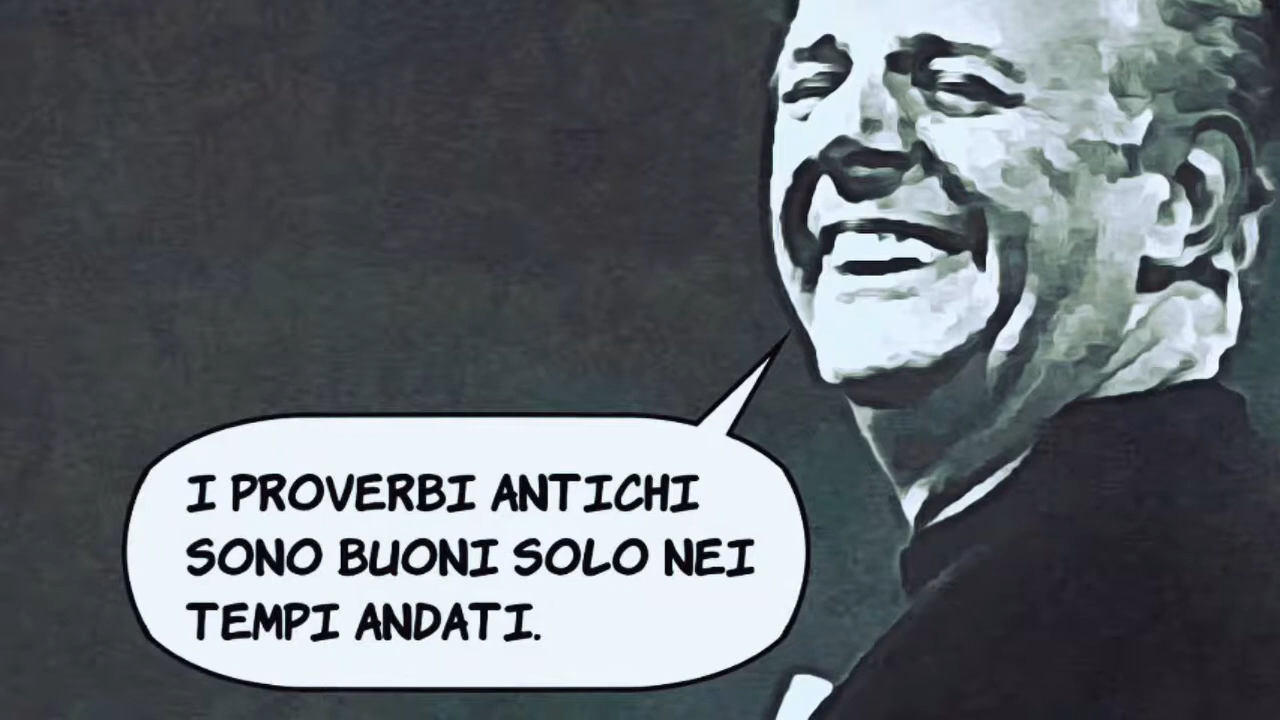 I PROVERBI ANTICHI
SONO BUONI SOLO NEI
TEMPI ANDATI.